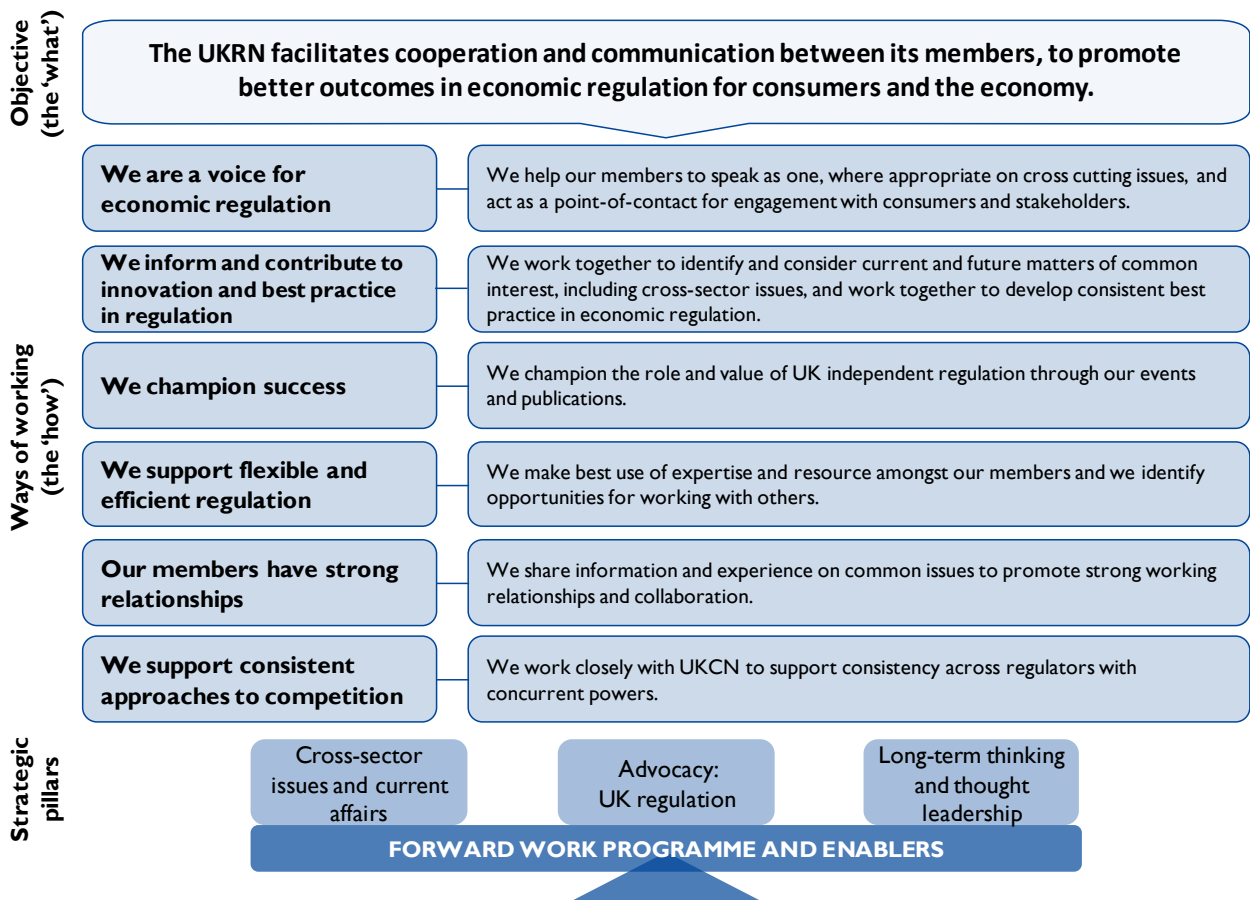 Objective
(the 'what')
The UKRN facilitates cooperation and communication between its members, to promote
better outcomes in economic regulation for consumers and the economy.
Ways of working
(the 'how')
We are a voice for
economic regulation
We help our members to speak as one, where appropriate on cross cutting issues, and
act as a point-of-contact for engagement with consumers and stakeholders.
We inform and contribute to
innovation and best practice
in regulation
We work together to identify and consider current and future matters of common
interest, including cross-sector issues, and work together to develop consistent best
practice in economic regulation.
We champion success
We champion the role and value of UK independent regulation through our events
and publications.
We support flexible and
efficient regulation
We make best use of expertise and resource amongst our members and we identify
opportunities for working with others.
Our members have strong
relationships
We share information and experience on common issues to promote strong working
relationships and collaboration.
We support consistent
approaches to competition
We work closely with UKCN to support consistency across regulators with
concurrent powers.
Strategic
pillars
Cross-sector
issues and current
affairs
Advocacy:
UK regulation
Long-term thinking
and thought
leadership
FORWARD WORK PROGRAMME AND ENABLERS